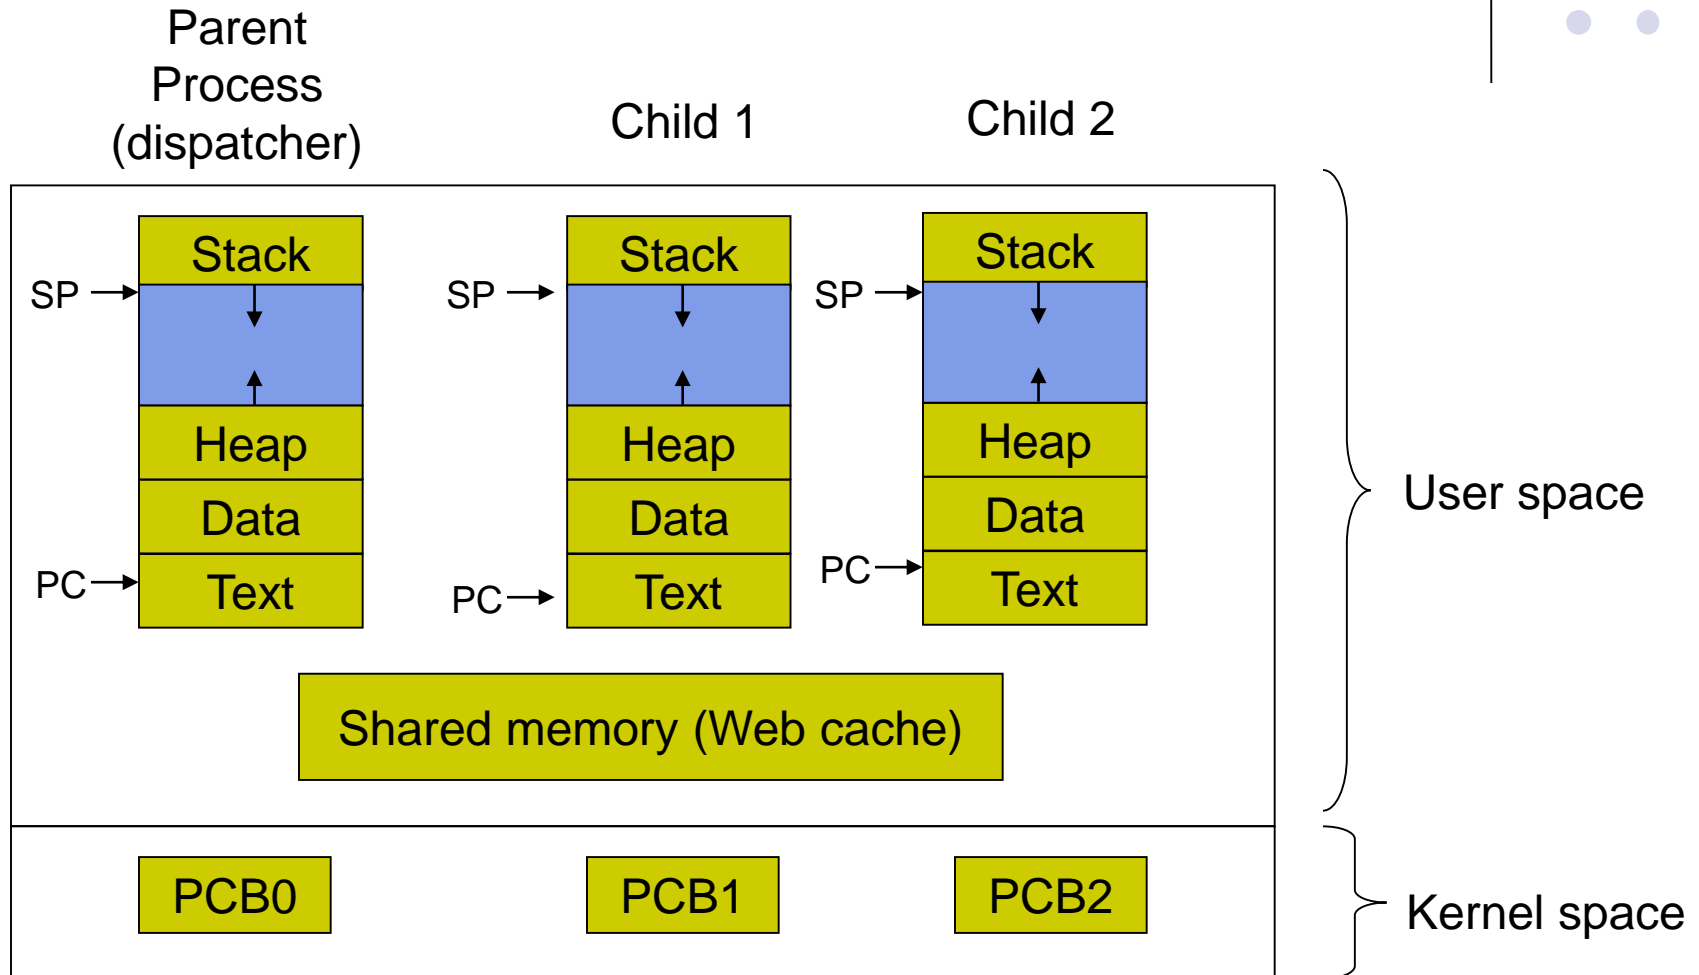 Parent
Process
(dispatcher)
Child 1
Child 2
Stack
Stack
Stack
SP
SP
SP
Heap
Heap
Heap
Data
Data
Data
User space
PC
Text
PC
Text
PC
Text
Shared memory (Web cache)
PCB0
PCB1
PCB2
Kernel space